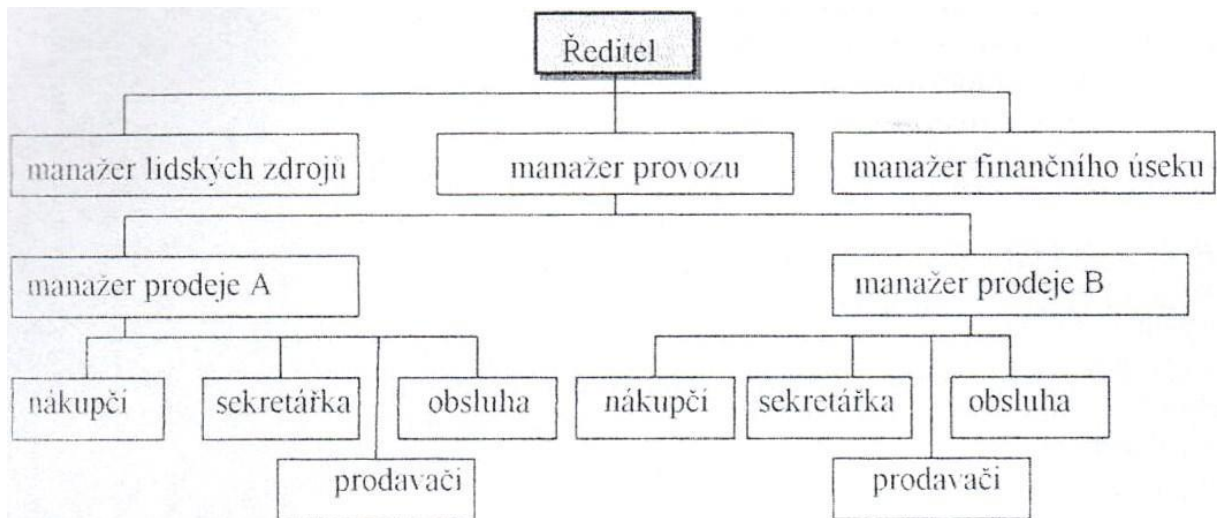 Ředitel
manažer lidských zdrojů
manažer provozu
manažer finančního úseku
manažer prodeje A
manažer prodeje B
nákupčí
sekretářka
obsluha
nákupčí
sekretářka
obsluha
prodavači
prodavači